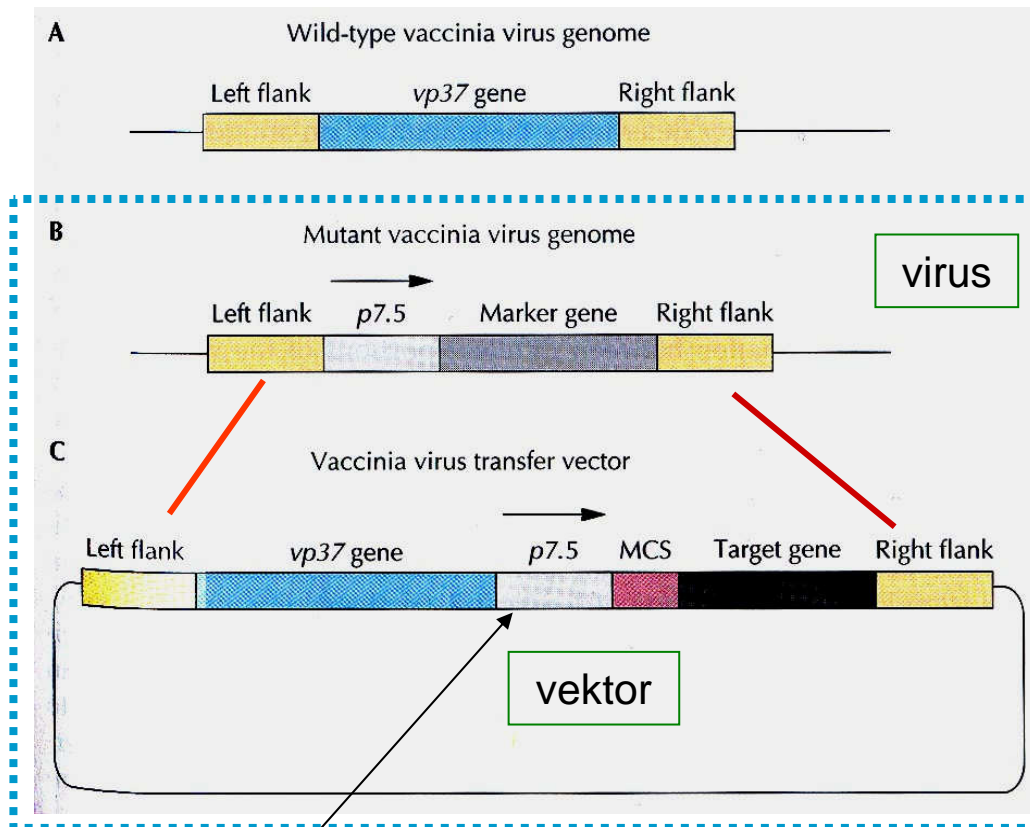 A
Wild-type vaccinia virus genome
Left flank vp37 gene Right flank
B
Mutant vaccinia virus genome
virus
Left flank p7.5 Marker gene Right flank
C
Vaccinia virus transfer vector
Left flank vp37 gene p7.5 MCS Target gene Right flank
vektor